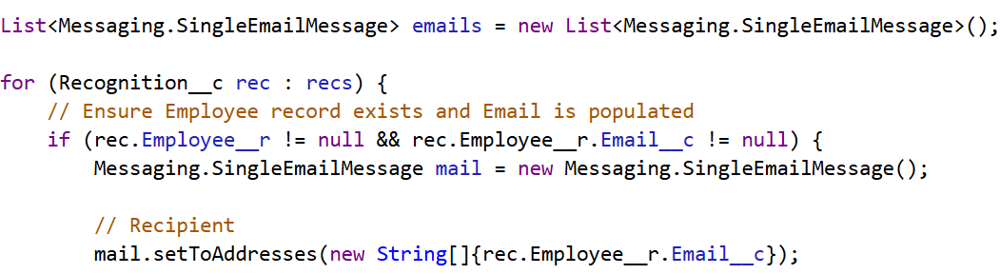 List<Messaging.SingleEmailMessage> emails = new List<Messaging.SingleEmailMessage>();
for (Recognition__c rec : recs) {
// Ensure Employee record exists and Email is populated
if (rec.Employee__r != null && rec.Employee__r.Email__c != null) {
Messaging.SingleEmailMessage mail = new Messaging.SingleEmailMessage();
// Recipient
mail.setToAddresses(new String[]{rec.Employee__r.Email__c});